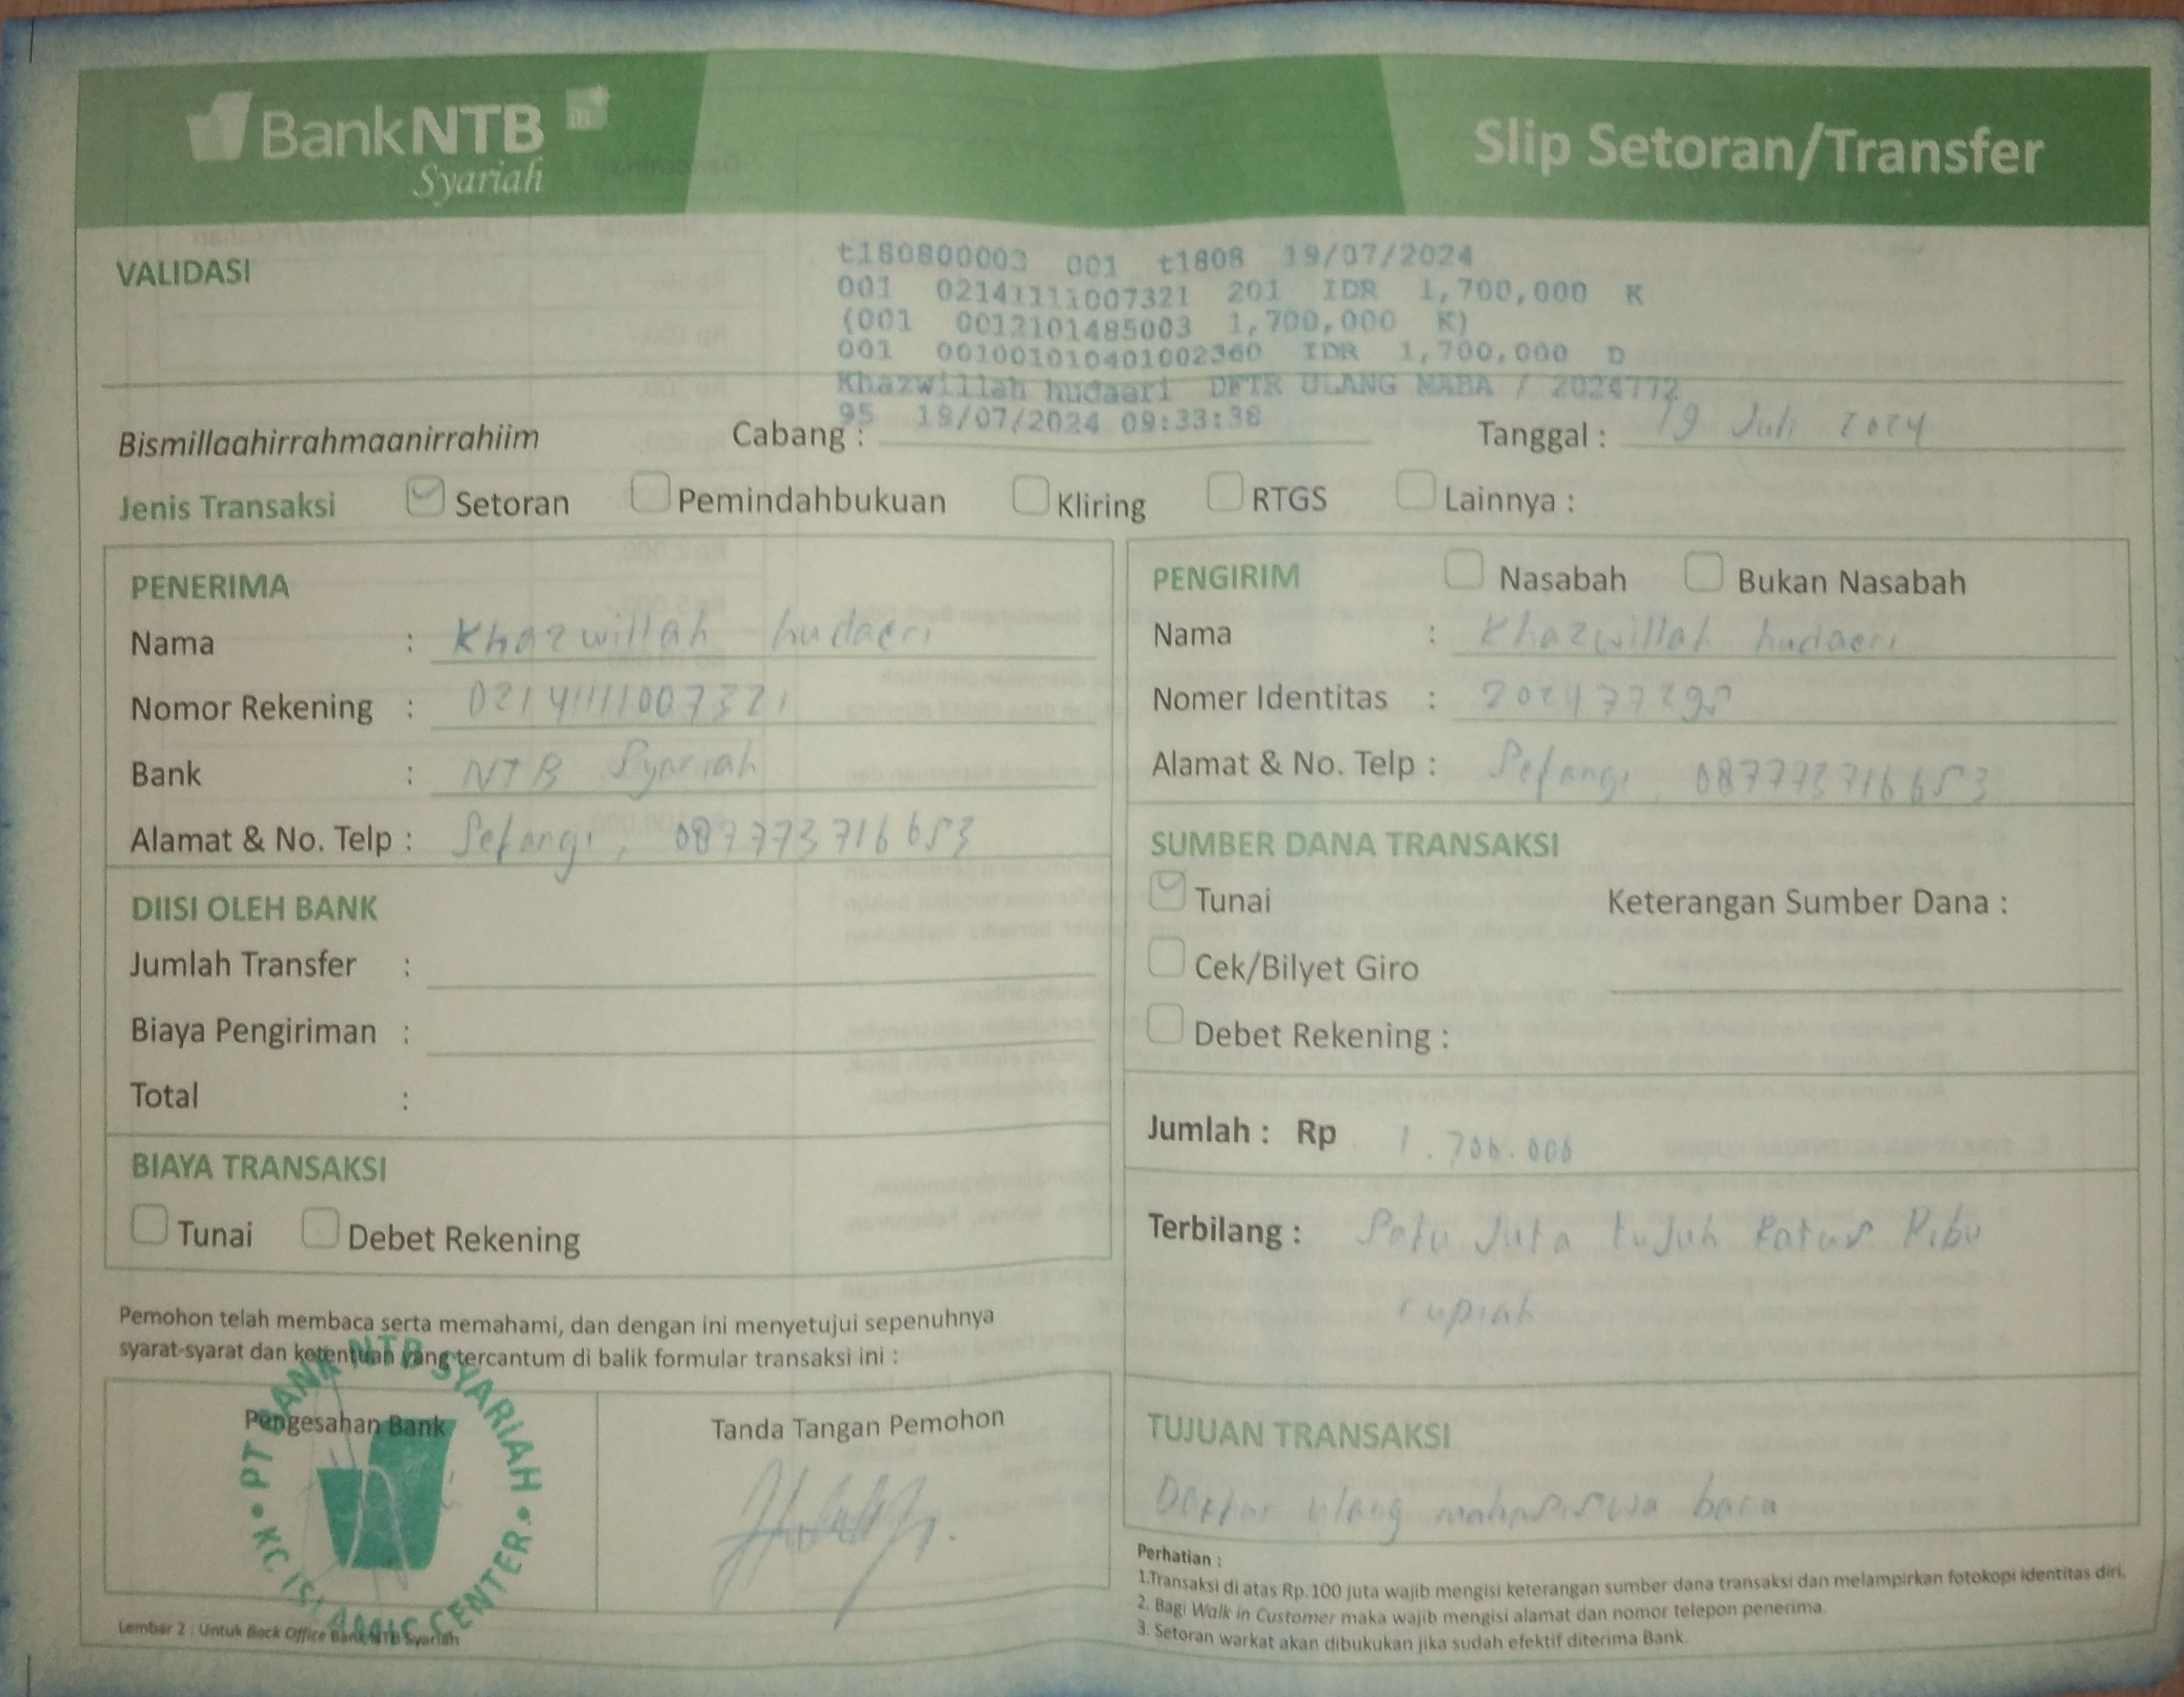 BankNTB
Syariah
Slip Setoran/Transfer
VALIDASI
t180800003 001 t1808 19/07/2024
001 02141111007321 201 IDR 1,700,000 K
(001 0012101485003 1,700,000 K)
001 001001010401002360 IDR 1,700,000 D
Khazwillah hudaeri DFTR ULANG MABA / 2024772
95 19/07/2024 09:33:38
Bismillaahirrahmaanirrahiim Cabang : Tanggal : 19 Juli 2024
Jenis Transaksi Setoran Pemindahbukuan Kliring RTGS Lainnya :
PENERIMA
Nama : Khazwillah hudaeri
Nomor Rekening : 02141111007321
Bank : NTB Syariah
Alamat & No. Telp : Sefangi, 087773716653
DIISI OLEH BANK
Jumlah Transfer :
Biaya Pengiriman :
Total :
BIAYA TRANSAKSI
Tunai Debet Rekening
Pemohon telah membaca serta memahami, dan dengan ini menyetujui sepenuhnya
syarat-syarat dan ketentuan yang tercantum di balik formular transaksi ini :
Pengesahan Bank
PT BANK NTB SYARIAH
KC ISLAMIC CENTER
Tanda Tangan Pemohon
Lembar 2 : Untuk Back Office Bank NTB Syariah
PENGIRIM Nasabah Bukan Nasabah
Nama : Khazwillah hudaeri
Nomer Identitas : 202477295
Alamat & No. Telp : Sefangi, 087773716653
SUMBER DANA TRANSAKSI
Tunai Keterangan Sumber Dana :
Cek/Bilyet Giro
Debet Rekening :
Jumlah : Rp 1.700.000
Terbilang : Satu Juta tujuh Ratus Ribu
rupiah
TUJUAN TRANSAKSI
Daftar ulang mahasiswa baru
Perhatian :
1.Transaksi di atas Rp.100 juta wajib mengisi keterangan sumber dana transaksi dan melampirkan fotokopi identitas diri.
2. Bagi Walk in Customer maka wajib mengisi alamat dan nomor telepon penerima.
3. Setoran warkat akan dibukukan jika sudah efektif diterima Bank.